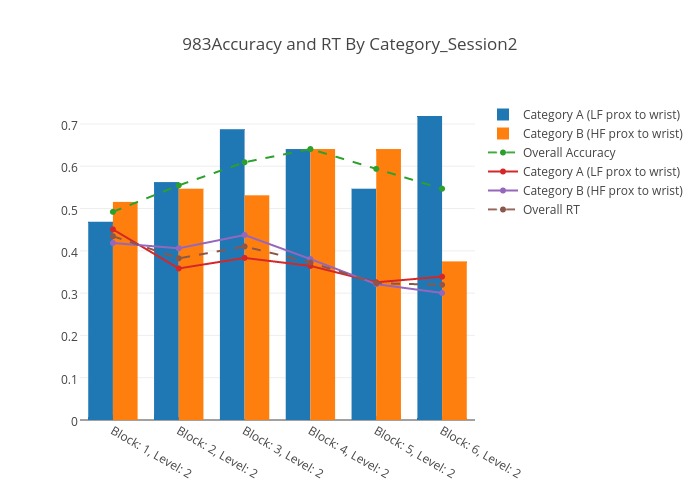 983Accuracy and RT By Category_Session2
0.7
0.6
0.5
0.4
0.3
0.2
0.1
0
Block: 1, Level: 2
Block: 2, Level: 2
Block: 3, Level: 2
Block: 4, Level: 2
Block: 5, Level: 2
Block: 6, Level: 2
Category A (LF prox to wrist)
Category B (HF prox to wrist)
Overall Accuracy
Category A (LF prox to wrist)
Category B (HF prox to wrist)
Overall RT